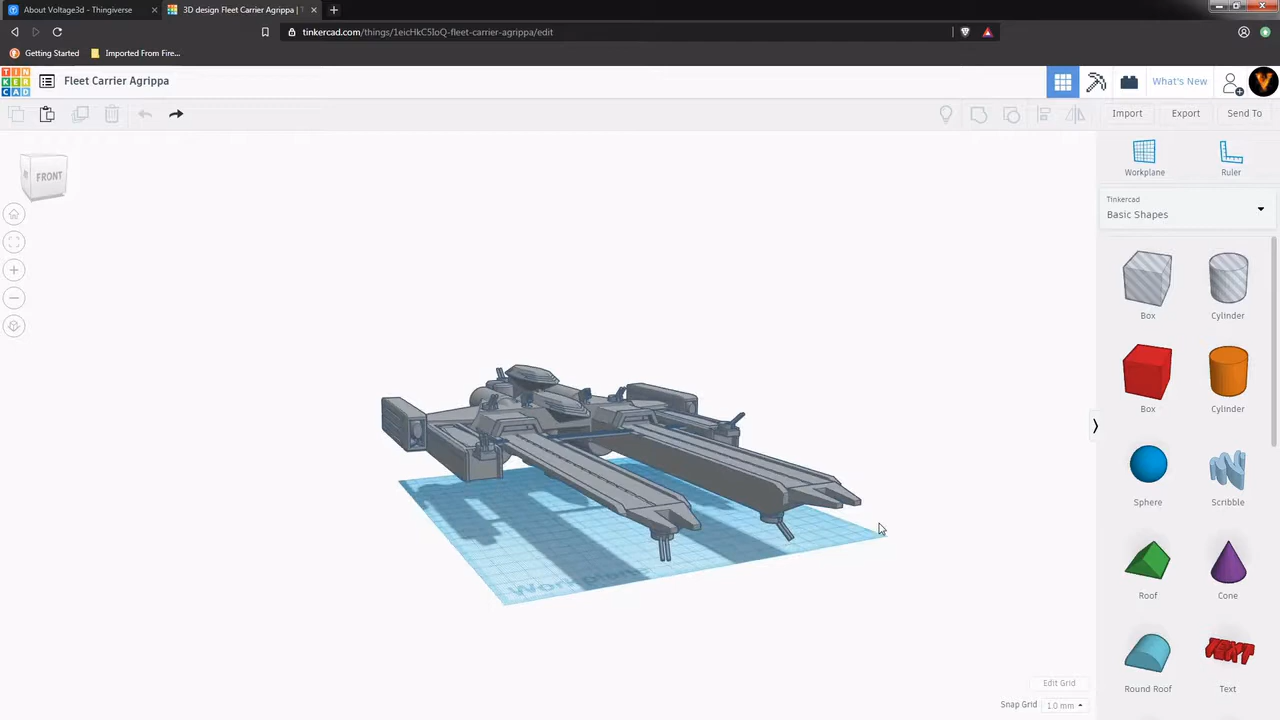 About Voltage3d - Thingiverse
3D design Fleet Carrier Agrippa | T
tinkercad.com/things/1eicHkC5IoQ-fleet-carrier-agrippa/edit
Getting Started
Imported From Fire...
TIN
KER
CAD
Fleet Carrier Agrippa
What's New
Import
Export
Send To
FRONT
Workplane
Ruler
Tinkercad
Basic Shapes
Box
Cylinder
Box
Cylinder
Sphere
Scribble
Roof
Cone
TEXT
Round Roof
Text
Workplane
Edit Grid
Snap Grid
1.0 mm